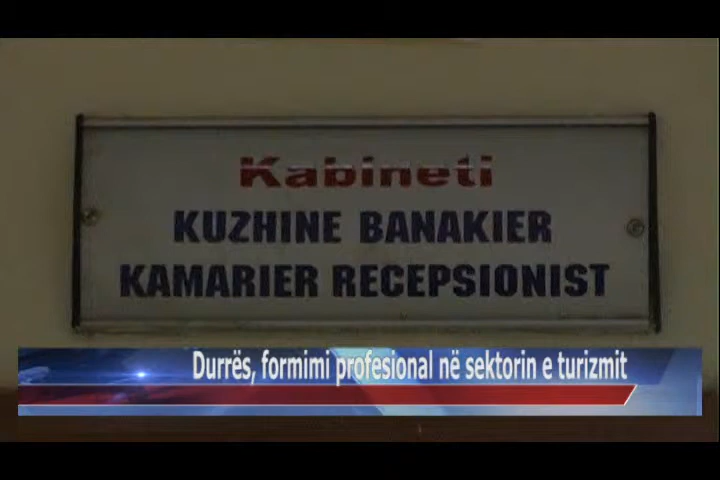 Kabineti
KUZHINE BANAKIER
KAMARIER RECEPSIONIST
Durrës, formimi profesional në sektorin e turizmit